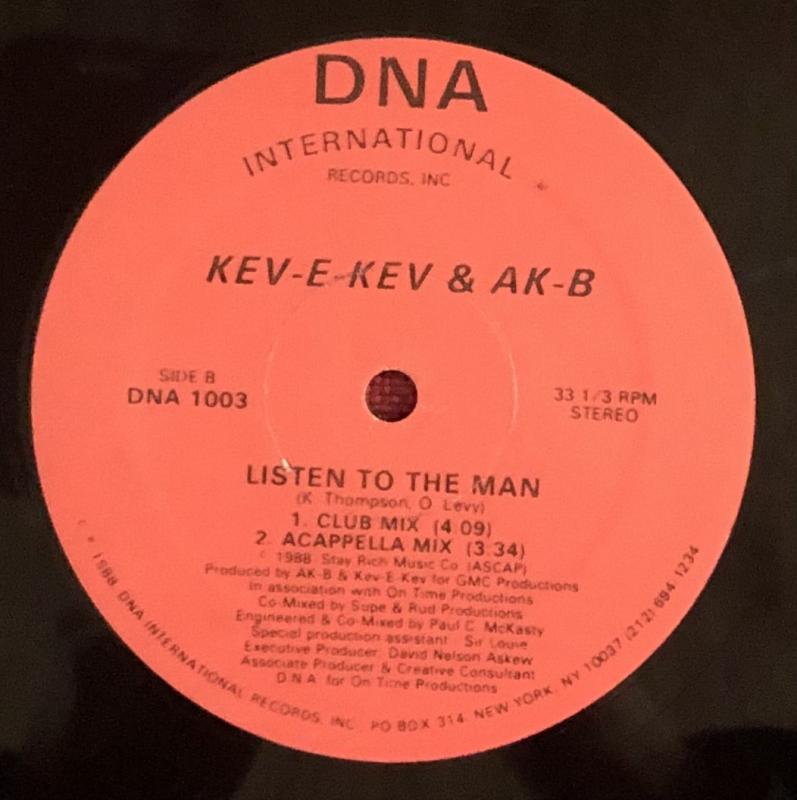 DNA
INTERNATIONAL
RECORDS, INC
KEV-E-KEV & AK-B
SIDE B
DNA 1003
33 1/3 RPM
STEREO
LISTEN TO THE MAN
(K. Thompson, O. Levy)
1. CLUB MIX (4:09)
2. ACAPPELLA MIX (3:34)
© 1988 Stay Rich Music Co (ASCAP)
Produced by AK-B & Kev-E-Kev for GMC Productions
In association with On Time Productions
Co-Mixed by Supe & Rud Productions
Engineered & Co-Mixed by Paul C. McKasty
Special production assistant: Sir Louie
Executive Producer: David Nelson Askew
Associate Producer & Creative Consultant
D.N.A. for On Time Productions
1988 DNA INTERNATIONAL RECORDS, INC. PO BOX 314, NEW YORK, NY 10037 (212) 694-1234